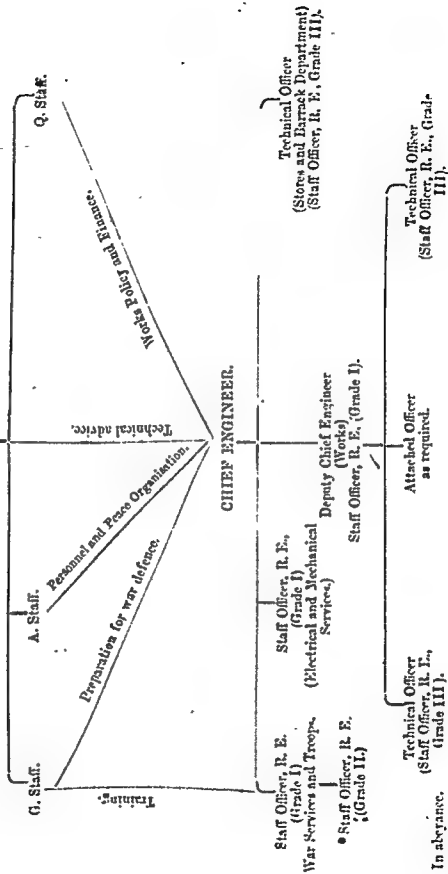 G. Staff.
A. Staff.
Q. Staff.
Training.
Preparation for war defence.
Personnel and Peace Organisation.
Technical advice.
Works Policy and Finance.
CHIEF ENGINEER.
Staff Officer, R. E.
(Grade I)
War Services and Troops.
Staff Officer, R. E.,
(Grade I)
(Electrical and Mechanical
Services.)
Deputy Chief Engineer
(Works)
Staff Officer, R. E., (Grade I).
Technical Officer
(Stores and Barrack Department)
(Staff Officer, R. E., Grade III).
* Staff Officer, R. E.
(Grade II.)
Technical Officer
(Staff Officer, R. E.,
Grade III).
Attached Officer
as required.
Technical Officer
(Staff Officer, R. E., Grade
III).
In abeyance.